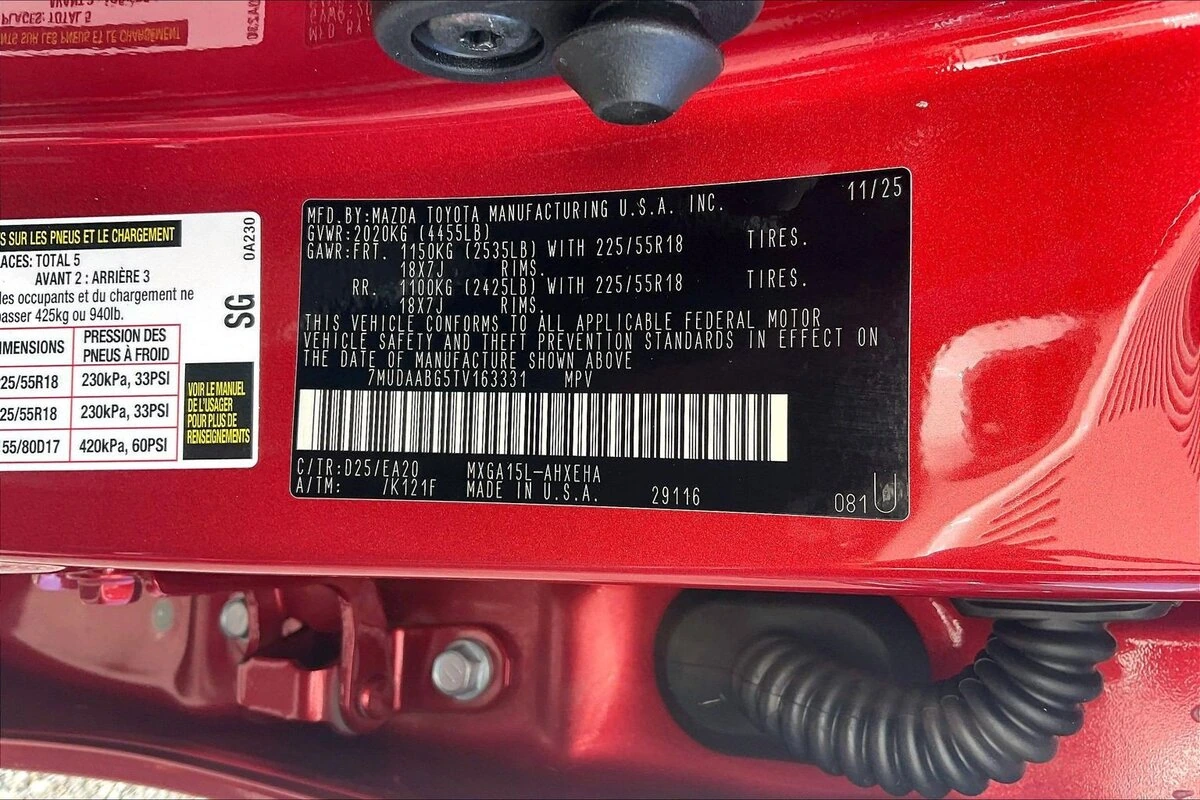 S SUR LES PNEUS ET LE CHARGEMENT
ACES: TOTAL 5
AVANT 2 : ARRIÈRE 3
les occupants et du chargement ne
passer 425kg ou 940lb.
IMENSIONS PRESSION DES PNEUS À FROID
25/55R18 230kPa, 33PSI
25/55R18 230kPa, 33PSI
55/80D17 420kPa, 60PSI
0A230
SG
VOIR LE MANUEL
DE L'USAGER
POUR PLUS DE
RENSEIGNEMENTS
MFD.BY:MAZDA TOYOTA MANUFACTURING U.S.A. INC. 11/25
GVWR:2020KG (4455LB)
GAWR:FRT. 1150KG (2535LB) WITH 225/55R18 TIRES.
18X7J RIMS.
RR. 1100KG (2425LB) WITH 225/55R18 TIRES.
18X7J RIMS.
THIS VEHICLE CONFORMS TO ALL APPLICABLE FEDERAL MOTOR
VEHICLE SAFETY AND THEFT PREVENTION STANDARDS IN EFFECT ON
THE DATE OF MANUFACTURE SHOWN ABOVE
7MUDAABG5TV163331 MPV
C/TR:D25/EA20 MXGA15L-AHXEHA
A/TM: /K121F MADE IN U.S.A. 29116
081U